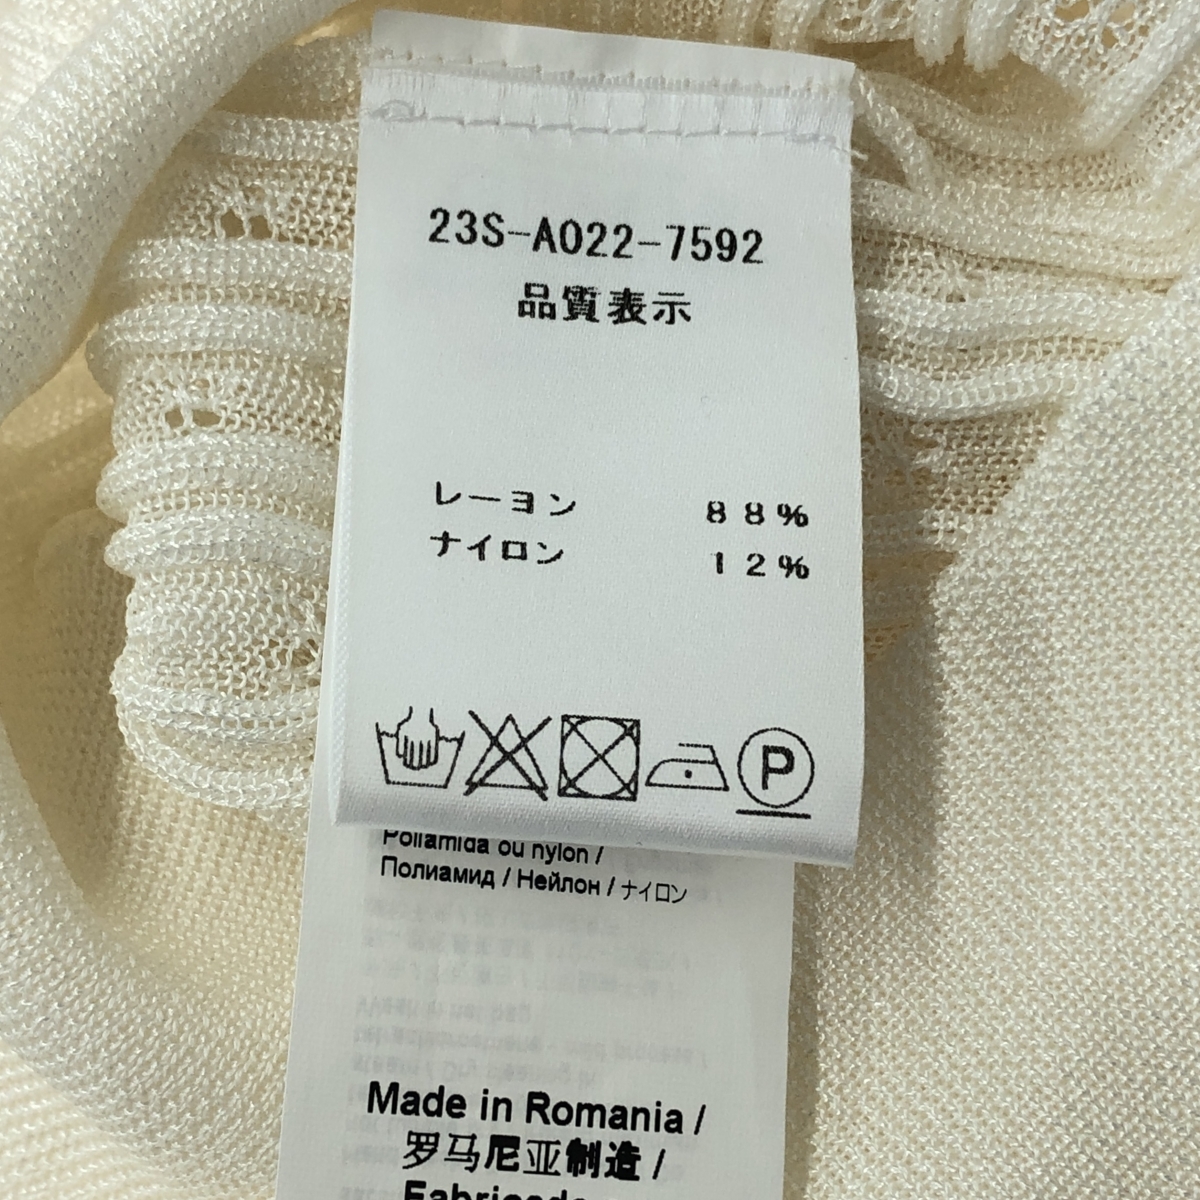 23S-A022-7592
品質表示
レーヨン 88%
ナイロン 12%
P
Poliamida ou nylon /
Полиамид / Нейлон / ナイロン
Made in Romania /
罗马尼亚制造 /